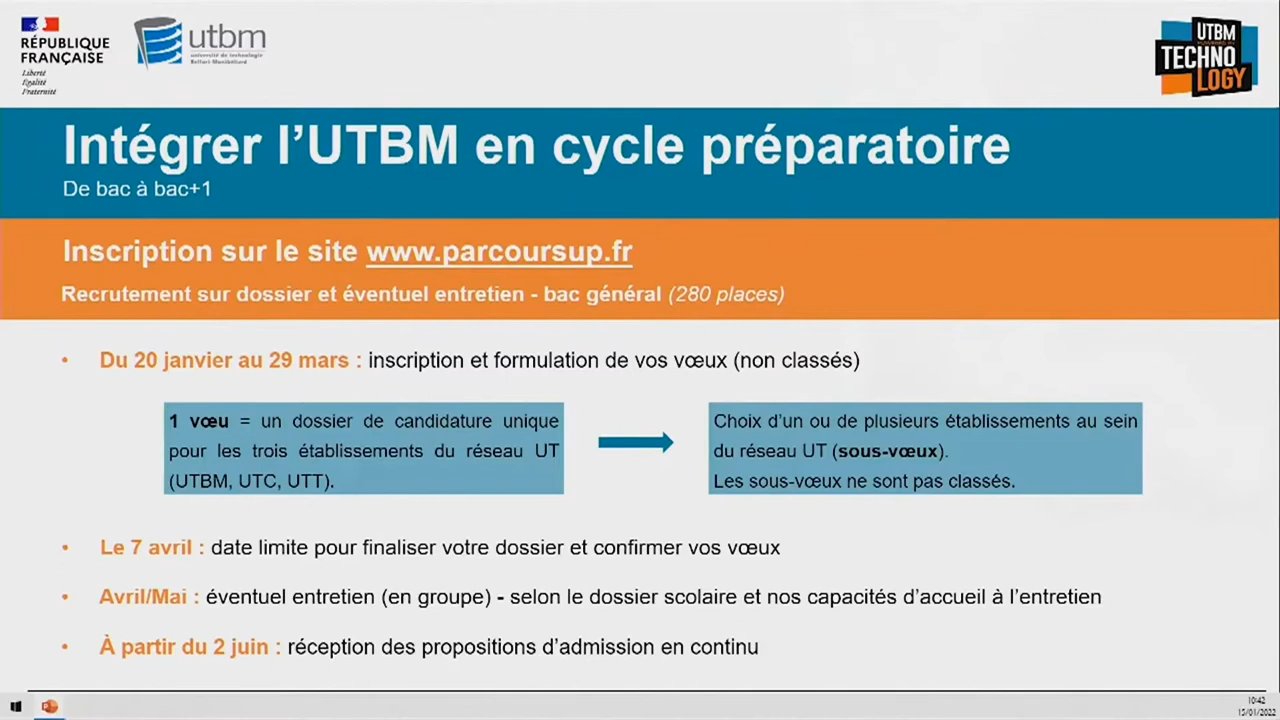 RÉPUBLIQUE
FRANÇAISE
Liberté
Égalité
Fraternité
utbm
université de technologie
Belfort-Montbéliard
UTBM
TECHNO
LOGY
Intégrer l’UTBM en cycle préparatoire
De bac à bac+1
Inscription sur le site www.parcoursup.fr
Recrutement sur dossier et éventuel entretien - bac général (280 places)
• Du 20 janvier au 29 mars : inscription et formulation de vos vœux (non classés)
1 vœu = un dossier de candidature unique
pour les trois établissements du réseau UT
(UTBM, UTC, UTT).
Choix d’un ou de plusieurs établissements au sein
du réseau UT (sous-vœux).
Les sous-vœux ne sont pas classés.
• Le 7 avril : date limite pour finaliser votre dossier et confirmer vos vœux
• Avril/Mai : éventuel entretien (en groupe) - selon le dossier scolaire et nos capacités d’accueil à l’entretien
• À partir du 2 juin : réception des propositions d’admission en continu
10:42
15/01/2022